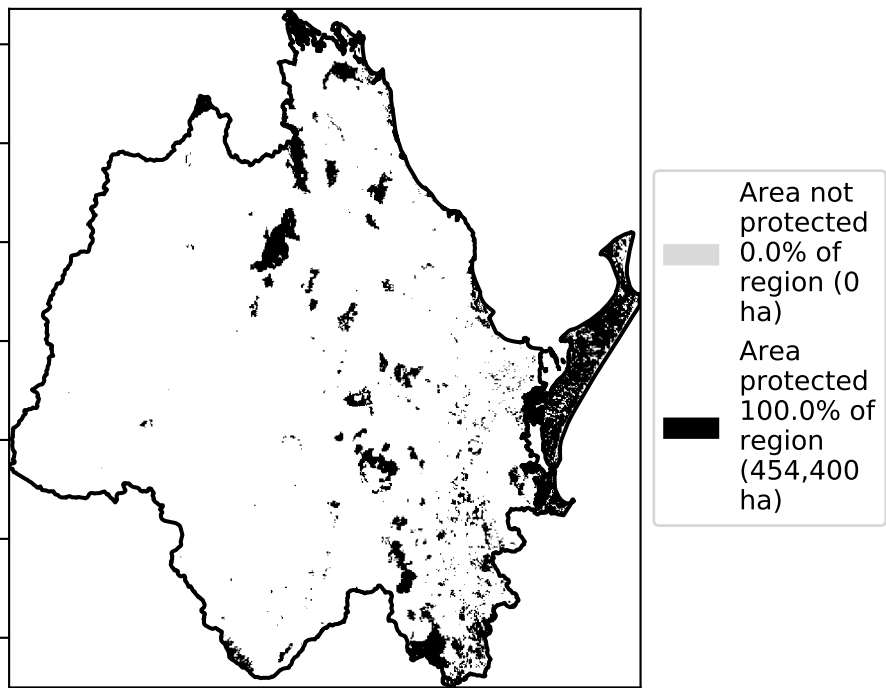 Area not
protected
0.0% of
region (0
ha)
Area
protected
100.0% of
region
(454,400
ha)